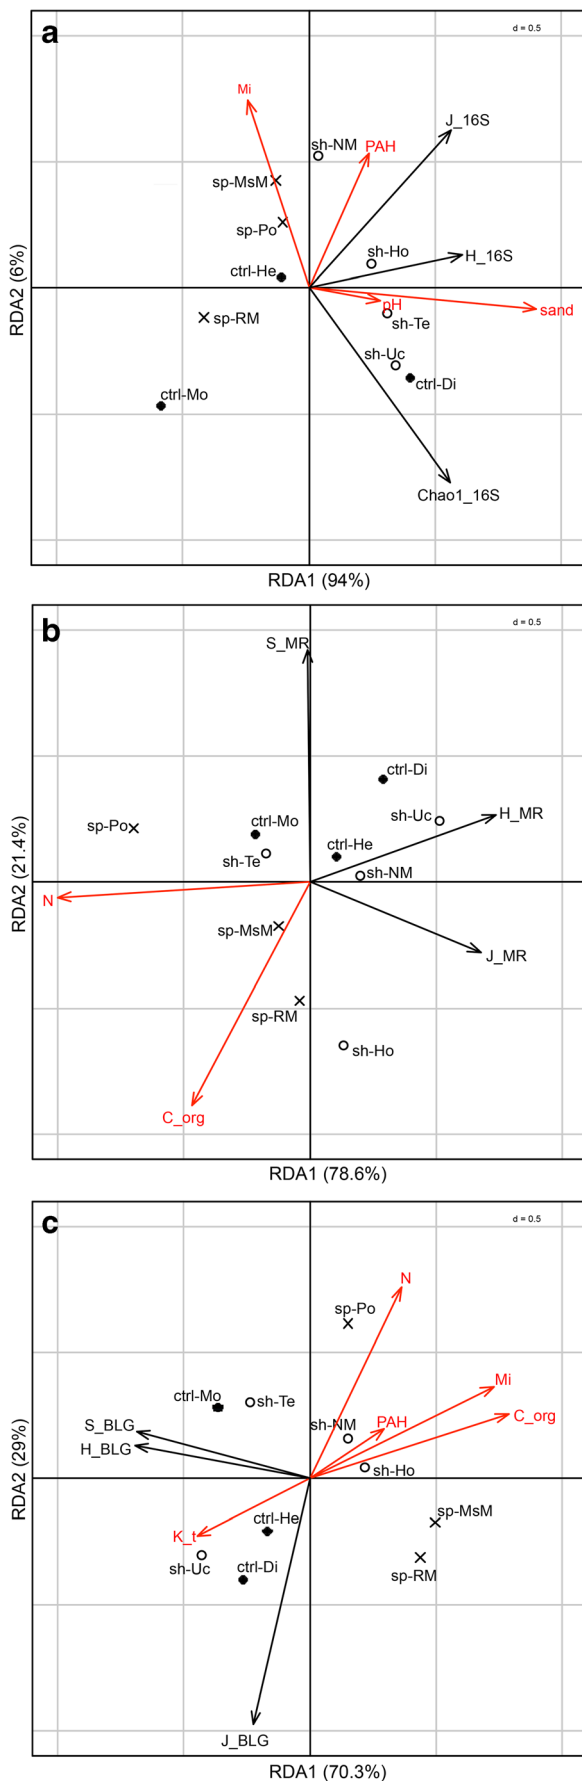 a
d = 0.5
Mi
J_16S
sh-NM
PAH
sp-MsM
sp-Po
sh-Ho
H_16S
ctrl-He
pH
sand
sp-RM
sh-Te
sh-Uc
ctrl-Di
ctrl-Mo
Chao1_16S
RDA2 (6%)
RDA1 (94%)
b
d = 0.5
S_MR
ctrl-Di
sh-Uc
H_MR
sp-Po
ctrl-Mo
ctrl-He
sh-Te
sh-NM
N
sp-MsM
J_MR
sp-RM
sh-Ho
C_org
RDA2 (21.4%)
RDA1 (78.6%)
c
d = 0.5
N
sp-Po
Mi
ctrl-Mo
sh-Te
C_org
S_BLG
PAH
sh-NM
H_BLG
sh-Ho
sp-MsM
ctrl-He
K_t
sh-Uc
ctrl-Di
sp-RM
J_BLG
RDA2 (29%)
RDA1 (70.3%)